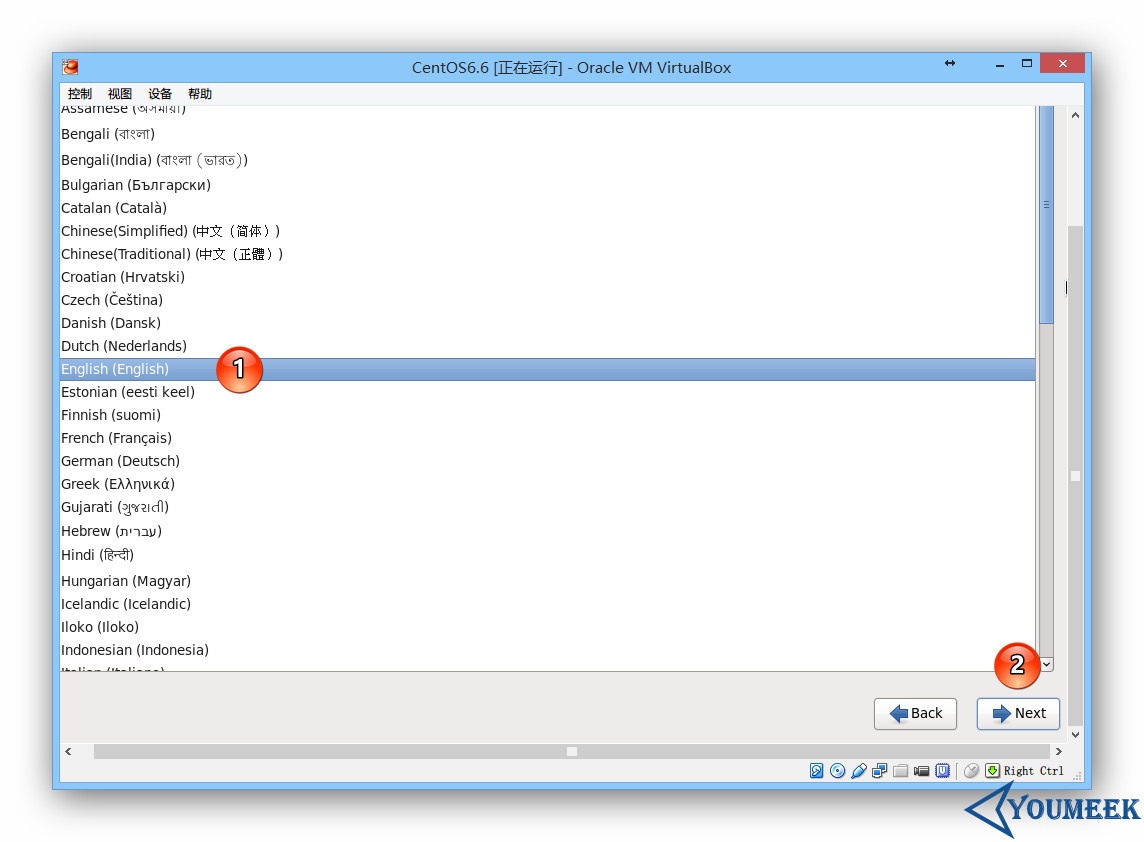 CentOS6.6 [正在运行] - Oracle VM VirtualBox
控制 视图 设备 帮助
Assamese (অসমীয়া)
Bengali (বাংলা)
Bengali(India) (বাংলা (ভারত))
Bulgarian (Български)
Catalan (Català)
Chinese(Simplified) (中文（简体）)
Chinese(Traditional) (中文（正體）)
Croatian (Hrvatski)
Czech (Čeština)
Danish (Dansk)
Dutch (Nederlands)
English (English) 1
Estonian (eesti keel)
Finnish (suomi)
French (Français)
German (Deutsch)
Greek (Ελληνικά)
Gujarati (ગુજરાતી)
Hebrew (עברית)
Hindi (हिन्दी)
Hungarian (Magyar)
Icelandic (Icelandic)
Iloko (Iloko)
Indonesian (Indonesia)
Italian (Italiano)
2
Back Next
Right Ctrl
YOUMEEK